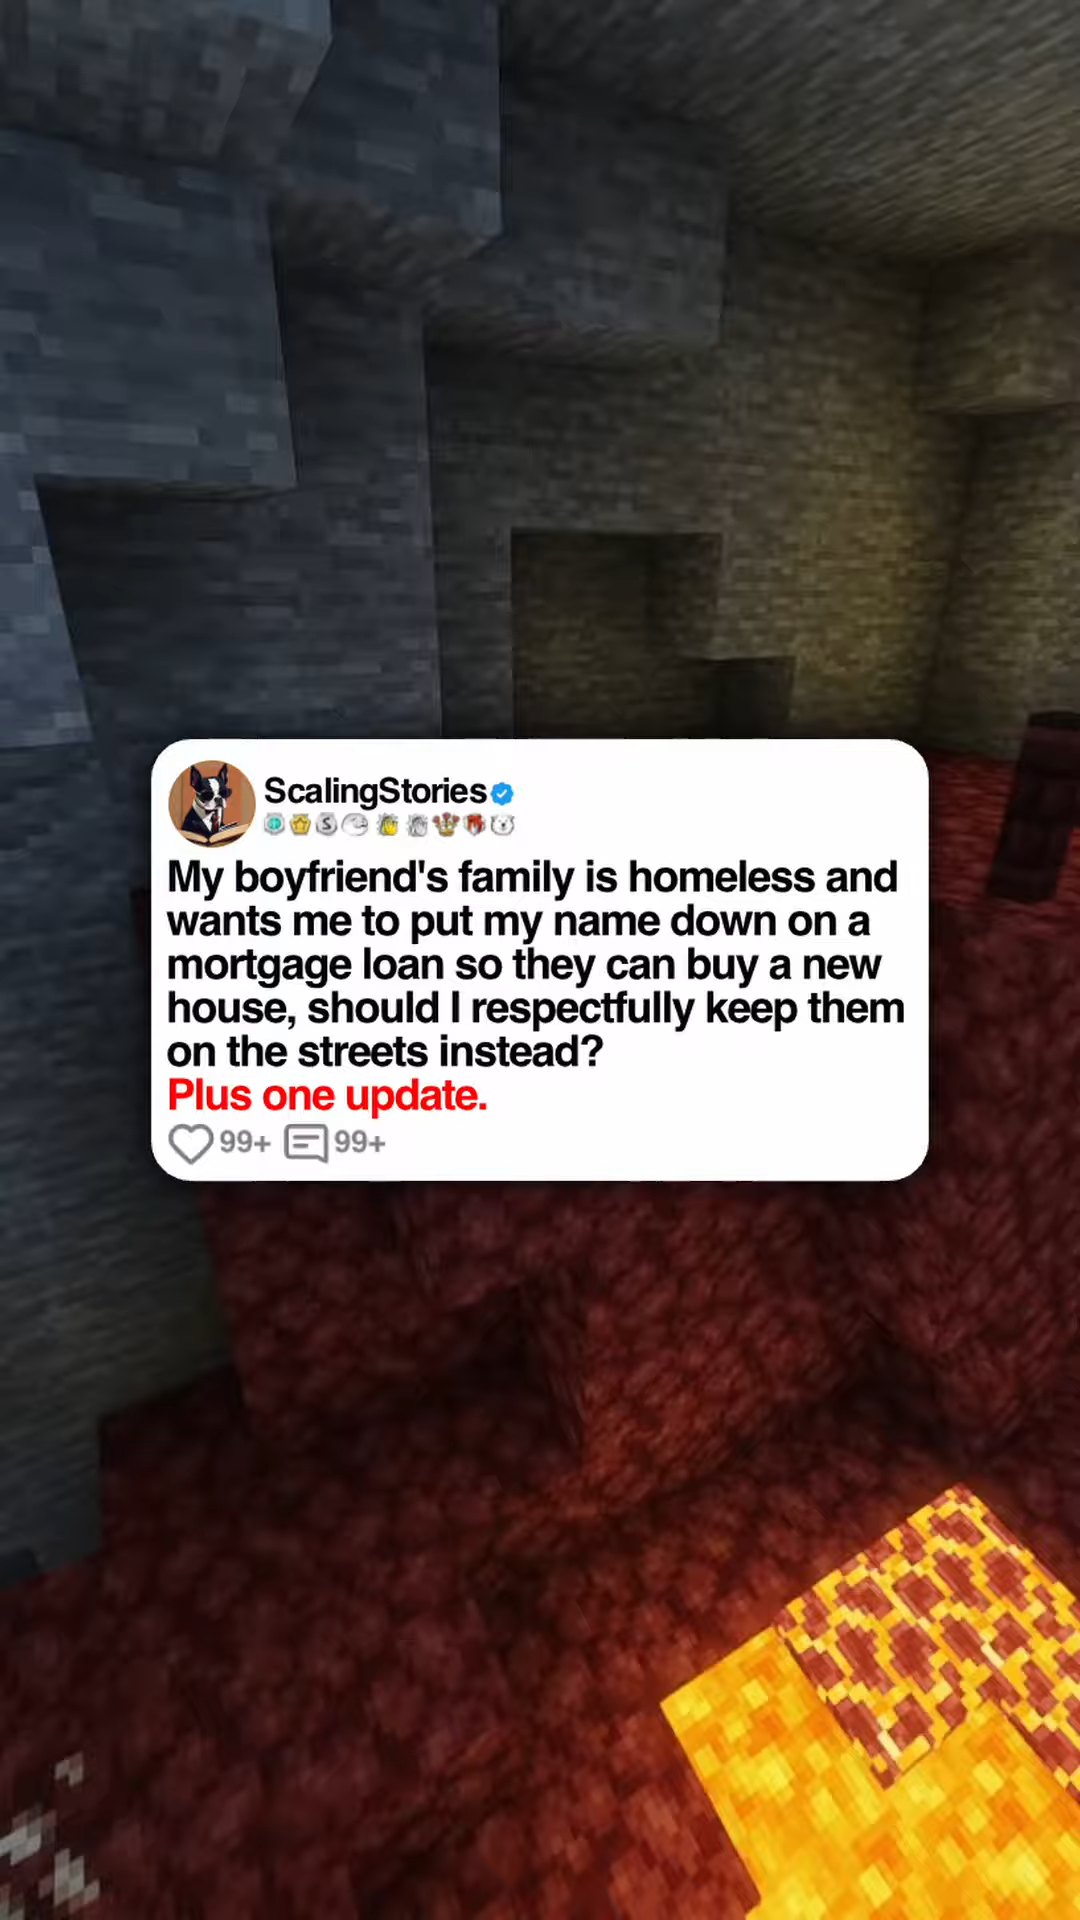 ScalingStories
My boyfriend's family is homeless and
wants me to put my name down on a
mortgage loan so they can buy a new
house, should I respectfully keep them
on the streets instead?
Plus one update.
99+ 99+